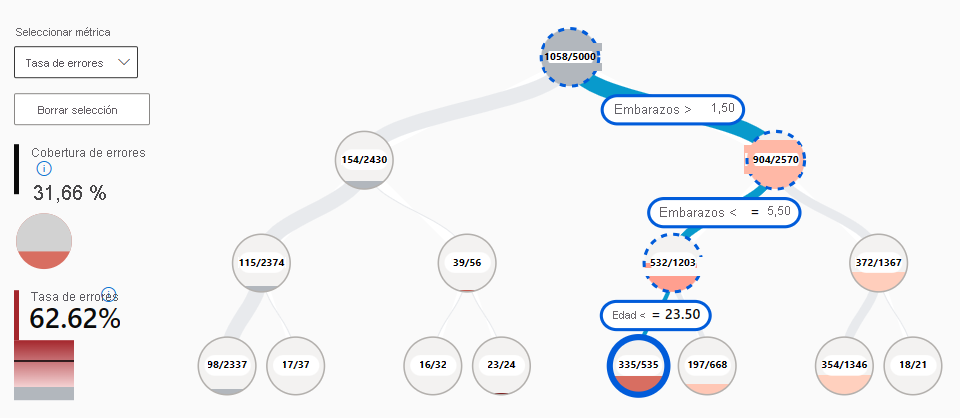 Seleccionar métrica
Tasa de errores
Borrar selección
Cobertura de errores
31,66 %
Tasa de errores
62.62%
1058/5000
Embarazos > 1,50
154/2430
904/2570
Embarazos < = 5,50
115/2374
39/56
532/1203
372/1367
Edad < = 23.50
98/2337
17/37
16/32
23/24
335/535
197/668
354/1346
18/21